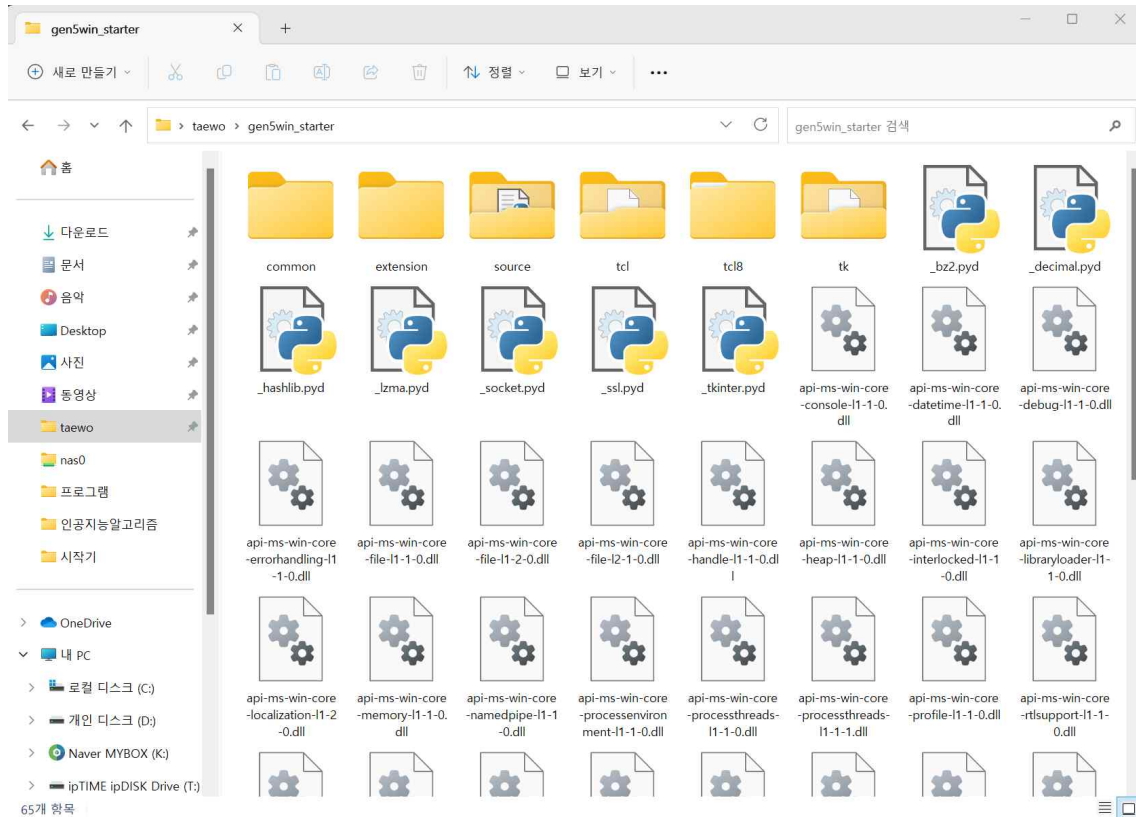 gen5win_starter
새로 만들기
정렬
보기
taewo > gen5win_starter
gen5win_starter 검색
홈
다운로드
문서
음악
Desktop
사진
동영상
taewo
nas0
프로그램
인공지능알고리즘
시작기
OneDrive
내 PC
로컬 디스크 (C:)
개인 디스크 (D:)
Naver MYBOX (K:)
ipTIME ipDISK Drive (T:)
common
extension
source
tcl
tcl8
tk
_bz2.pyd
_decimal.pyd
_hashlib.pyd
_lzma.pyd
_socket.pyd
_ssl.pyd
_tkinter.pyd
api-ms-win-core
-console-l1-1-0.
dll
api-ms-win-core
-datetime-l1-1-0.
dll
api-ms-win-core
-debug-l1-1-0.dll
api-ms-win-core
-errorhandling-l1
-1-0.dll
api-ms-win-core
-file-l1-1-0.dll
api-ms-win-core
-file-l1-2-0.dll
api-ms-win-core
-file-l2-1-0.dll
api-ms-win-core
-handle-l1-1-0.dl
l
api-ms-win-core
-heap-l1-1-0.dll
api-ms-win-core
-interlocked-l1-1
-0.dll
api-ms-win-core
-libraryloader-l1-
1-0.dll
api-ms-win-core
-localization-l1-2
-0.dll
api-ms-win-core
-memory-l1-1-0.
dll
api-ms-win-core
-namedpipe-l1-1
-0.dll
api-ms-win-core
-processenviron
ment-l1-1-0.dll
api-ms-win-core
-processthreads-
l1-1-0.dll
api-ms-win-core
-processthreads-
l1-1-1.dll
api-ms-win-core
-profile-l1-1-0.dll
api-ms-win-core
-rtlsupport-l1-1-
0.dll
65개 항목